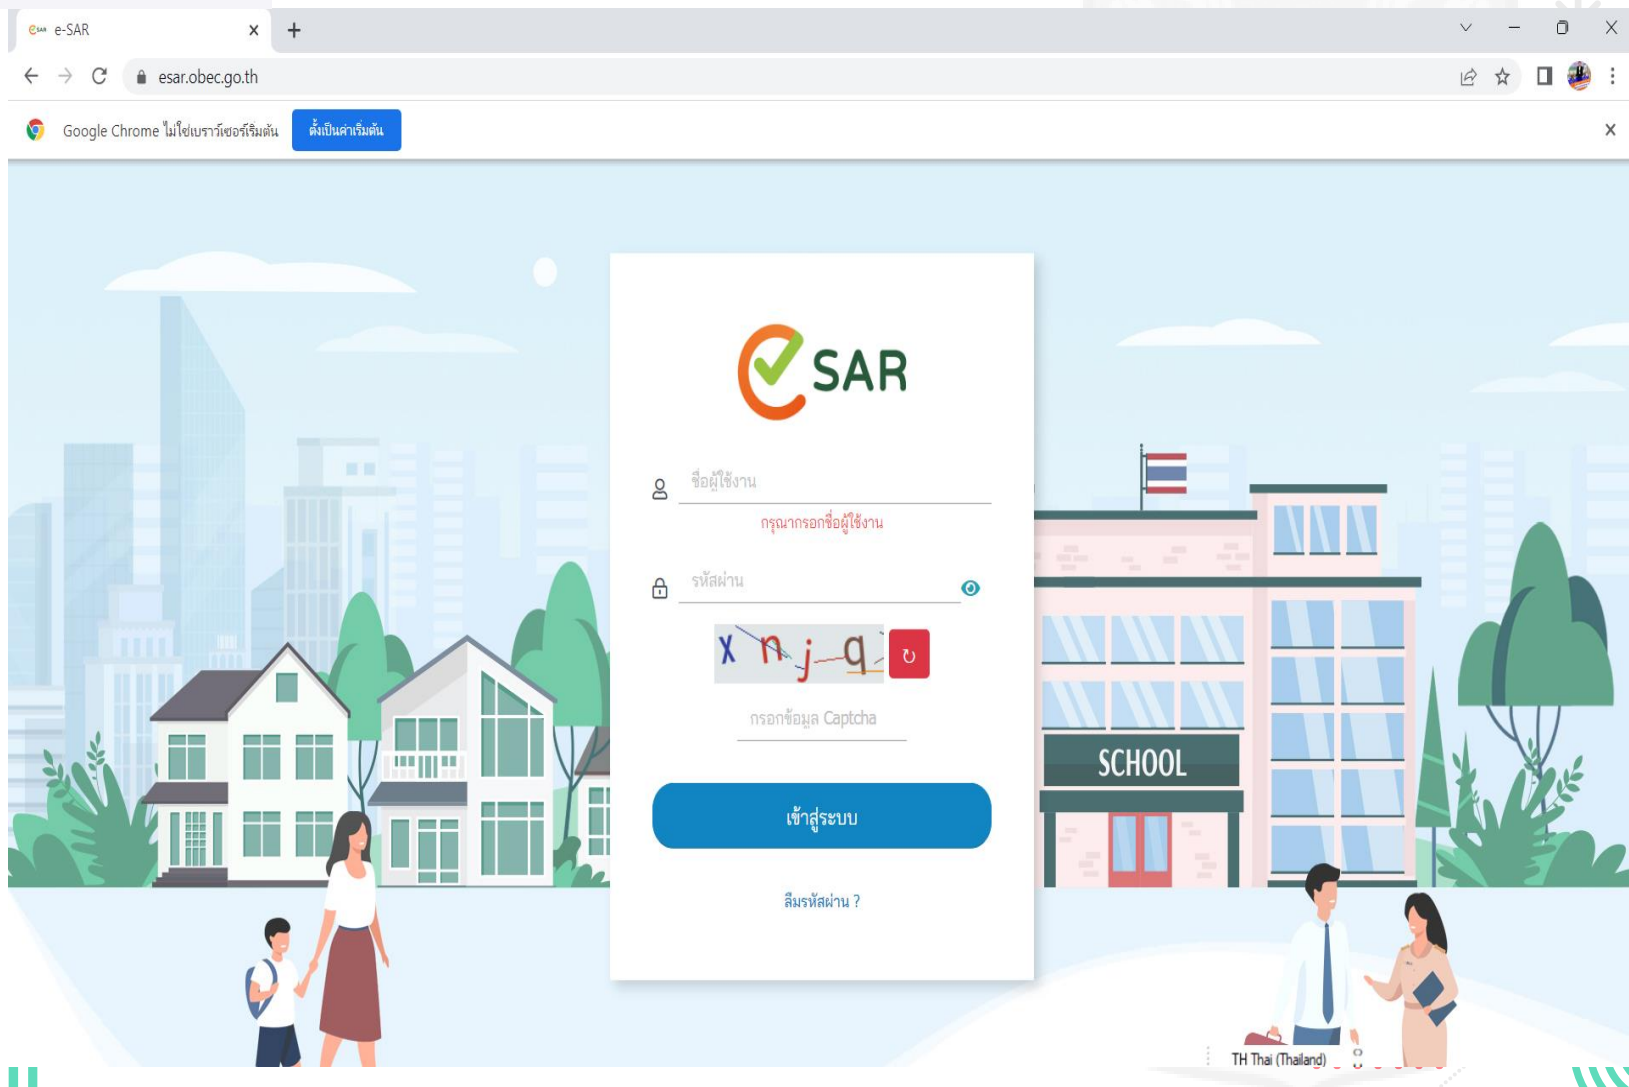 e-SAR
esar.obec.go.th
Google Chrome ไม่ใช่เบราว์เซอร์เริ่มต้น ตั้งเป็นค่าเริ่มต้น
SAR
ชื่อผู้ใช้งาน
กรุณากรอกชื่อผู้ใช้งาน
รหัสผ่าน
x n j q
กรอกข้อมูล Captcha
SCHOOL
เข้าสู่ระบบ
ลืมรหัสผ่าน ?
TH Thai (Thailand)